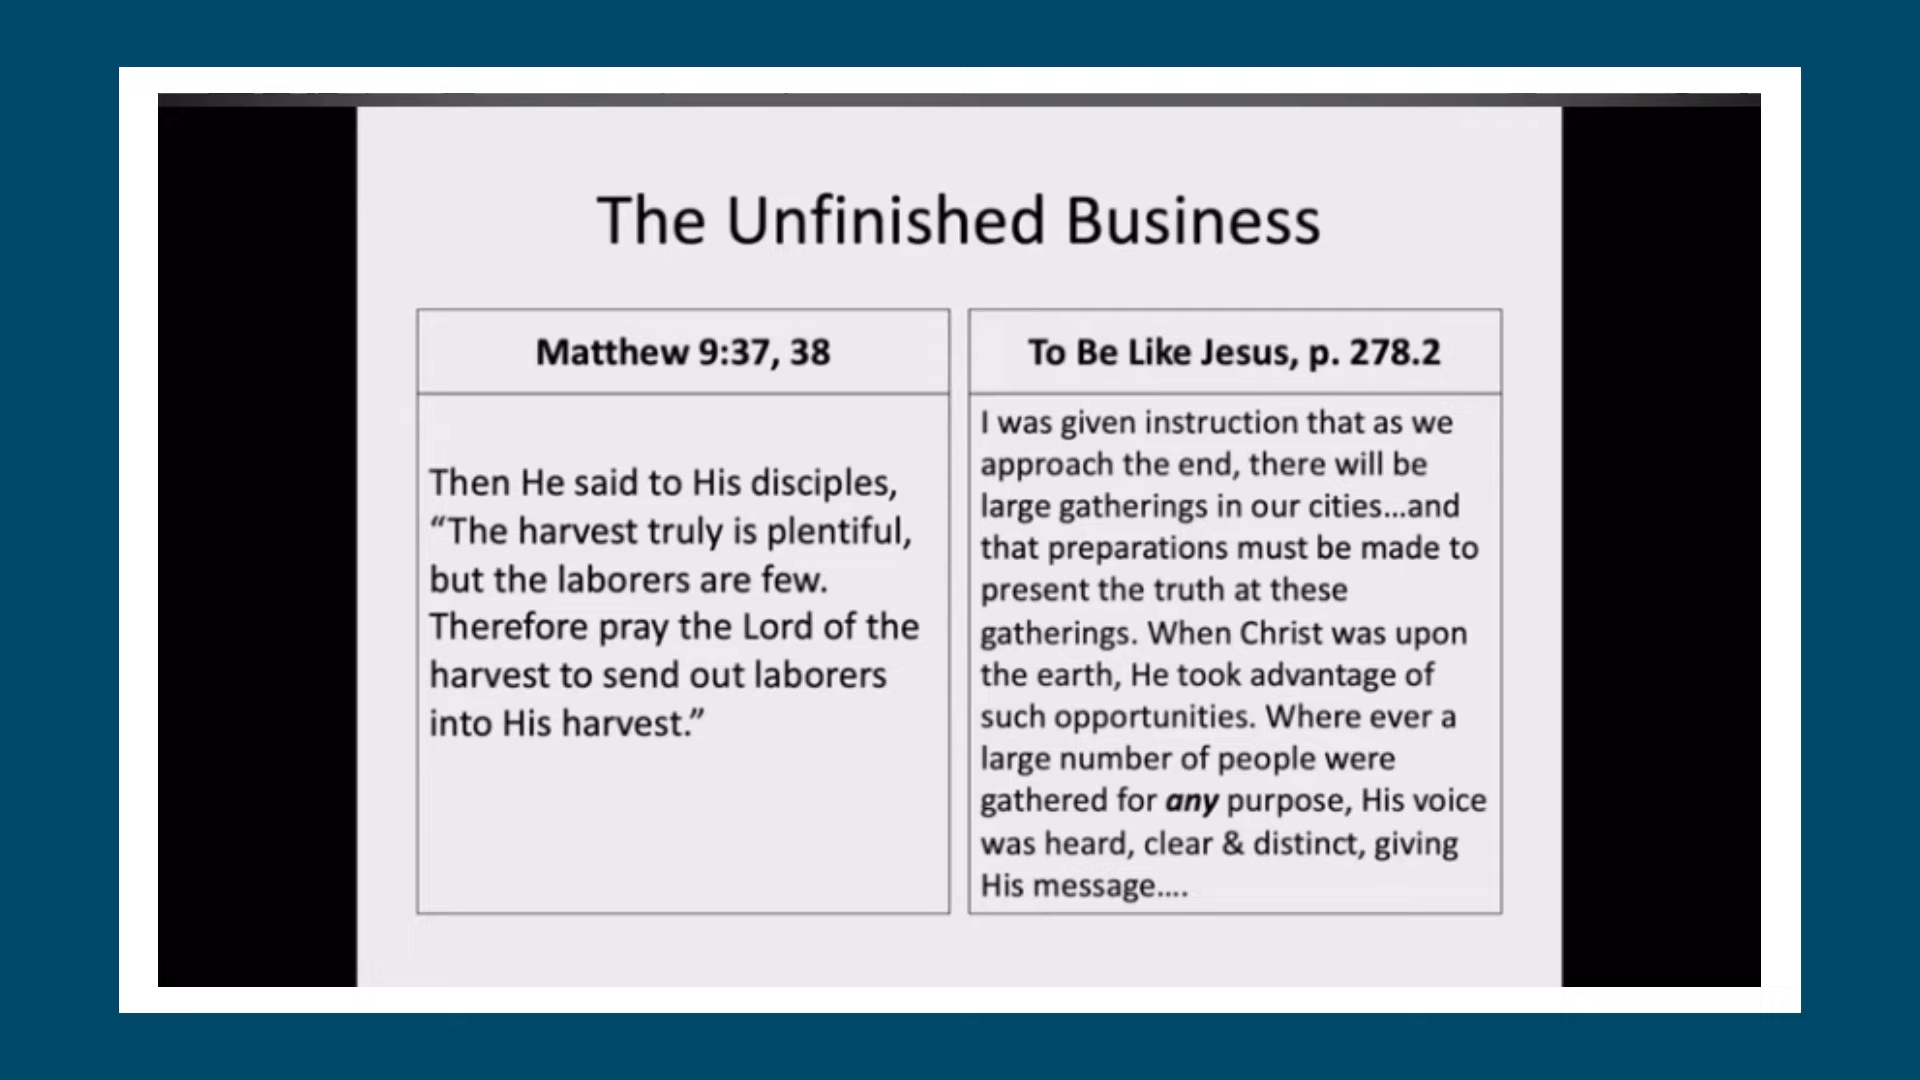 The Unfinished Business
Matthew 9:37, 38
Then He said to His disciples,
“The harvest truly is plentiful,
but the laborers are few.
Therefore pray the Lord of the
harvest to send out laborers
into His harvest.”
To Be Like Jesus, p. 278.2
I was given instruction that as we
approach the end, there will be
large gatherings in our cities...and
that preparations must be made to
present the truth at these
gatherings. When Christ was upon
the earth, He took advantage of
such opportunities. Where ever a
large number of people were
gathered for any purpose, His voice
was heard, clear & distinct, giving
His message....